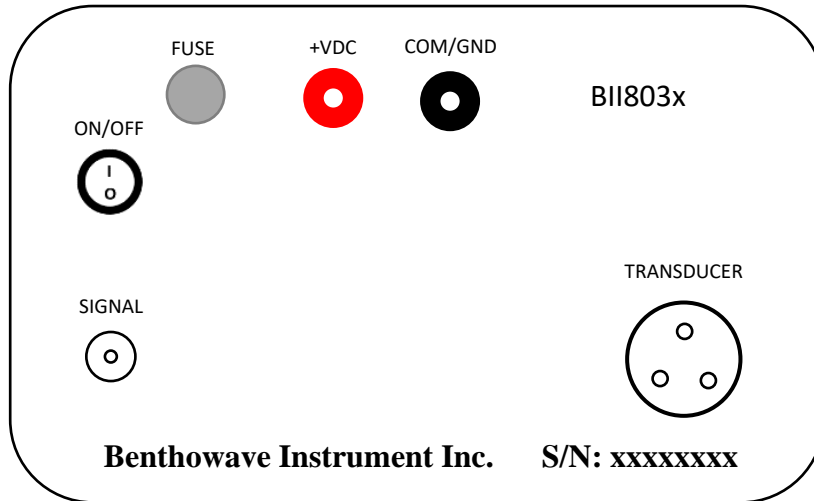 FUSE +VDC COM/GND
BII803x
ON/OFF
I
O
TRANSDUCER
SIGNAL
Benthowave Instrument Inc. S/N: xxxxxxxx